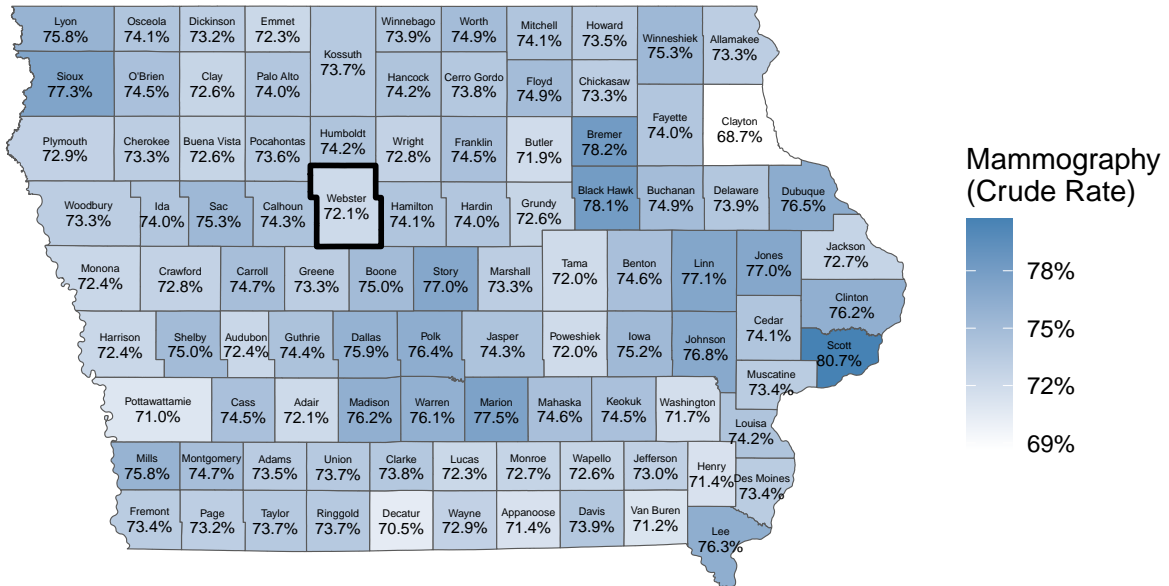 Lyon
75.8%
Osceola
74.1%
Dickinson
73.2%
Emmet
72.3%
Kossuth
73.7%
Winnebago
73.9%
Worth
74.9%
Mitchell
74.1%
Howard
73.5%
Winneshiek
75.3%
Allamakee
73.3%
Sioux
77.3%
O'Brien
74.5%
Clay
72.6%
Palo Alto
74.0%
Hancock
74.2%
Cerro Gordo
73.8%
Floyd
74.9%
Chickasaw
73.3%
Fayette
74.0%
Clayton
68.7%
Plymouth
72.9%
Cherokee
73.3%
Buena Vista
72.6%
Pocahontas
73.6%
Humboldt
74.2%
Wright
72.8%
Franklin
74.5%
Butler
71.9%
Bremer
78.2%
Woodbury
73.3%
Ida
74.0%
Sac
75.3%
Calhoun
74.3%
Webster
72.1%
Hamilton
74.1%
Hardin
74.0%
Grundy
72.6%
Black Hawk
78.1%
Buchanan
74.9%
Delaware
73.9%
Dubuque
76.5%
Monona
72.4%
Crawford
72.8%
Carroll
74.7%
Greene
73.3%
Boone
75.0%
Story
77.0%
Marshall
73.3%
Tama
72.0%
Benton
74.6%
Linn
77.1%
Jones
77.0%
Jackson
72.7%
Clinton
76.2%
Harrison
72.4%
Shelby
75.0%
Audubon
72.4%
Guthrie
74.4%
Dallas
75.9%
Polk
76.4%
Jasper
74.3%
Poweshiek
72.0%
Iowa
75.2%
Johnson
76.8%
Cedar
74.1%
Scott
80.7%
Muscatine
73.4%
Pottawattamie
71.0%
Cass
74.5%
Adair
72.1%
Madison
76.2%
Warren
76.1%
Marion
77.5%
Mahaska
74.6%
Keokuk
74.5%
Washington
71.7%
Louisa
74.2%
Mills
75.8%
Montgomery
74.7%
Adams
73.5%
Union
73.7%
Clarke
73.8%
Lucas
72.3%
Monroe
72.7%
Wapello
72.6%
Jefferson
73.0%
Henry
71.4%
Des Moines
73.4%
Fremont
73.4%
Page
73.2%
Taylor
73.7%
Ringgold
73.7%
Decatur
70.5%
Wayne
72.9%
Appanoose
71.4%
Davis
73.9%
Van Buren
71.2%
Lee
76.3%
Mammography
(Crude Rate)
78%
75%
72%
69%